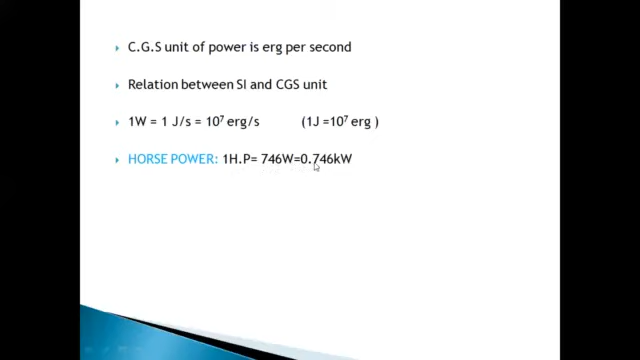 C.G.S unit of power is erg per second
Relation between SI and CGS unit
1W = 1 J/s = 10⁷ erg/s (1J =10⁷ erg )
HORSE POWER: 1H.P= 746W=0.746kW